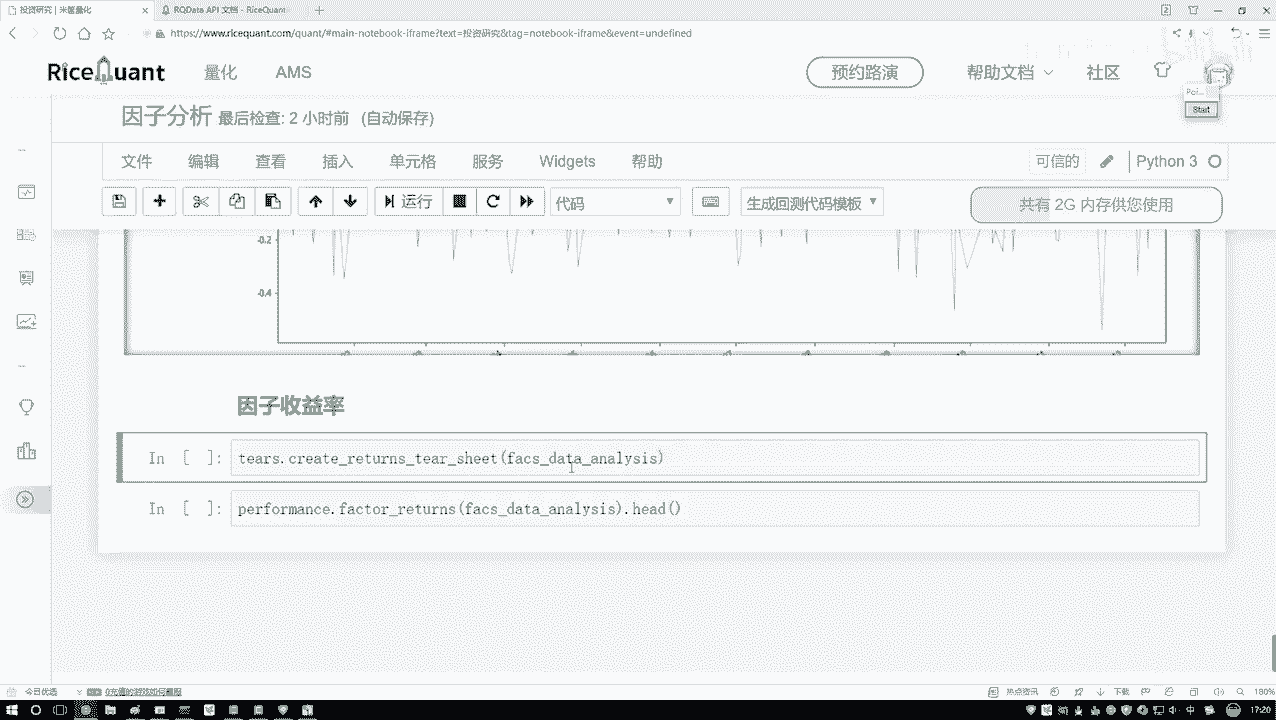 投资研究 | 米筐量化
RQData API 文档 - RiceQuant
https://www.ricequant.com/quant/#main-notebook-iframe?text=投资研究&tag=notebook-iframe&event=undefined
RiceQuant 量化 AMS 预约路演 帮助文档 社区
Start
因子分析 最后检查: 2 小时前 (自动保存)
文件 编辑 查看 插入 单元格 服务 Widgets 帮助 可信的 Python 3
运行 代码 生成回测代码模板 共有 2G 内存供您使用
-0.2
-0.4
因子收益率
In [ ]: tears.create_returns_tear_sheet(facs_data_analysis)
In [ ]: performance.factor_returns(facs_data_analysis).head()
今日优选 热点资讯 下载 180%
中 17:20